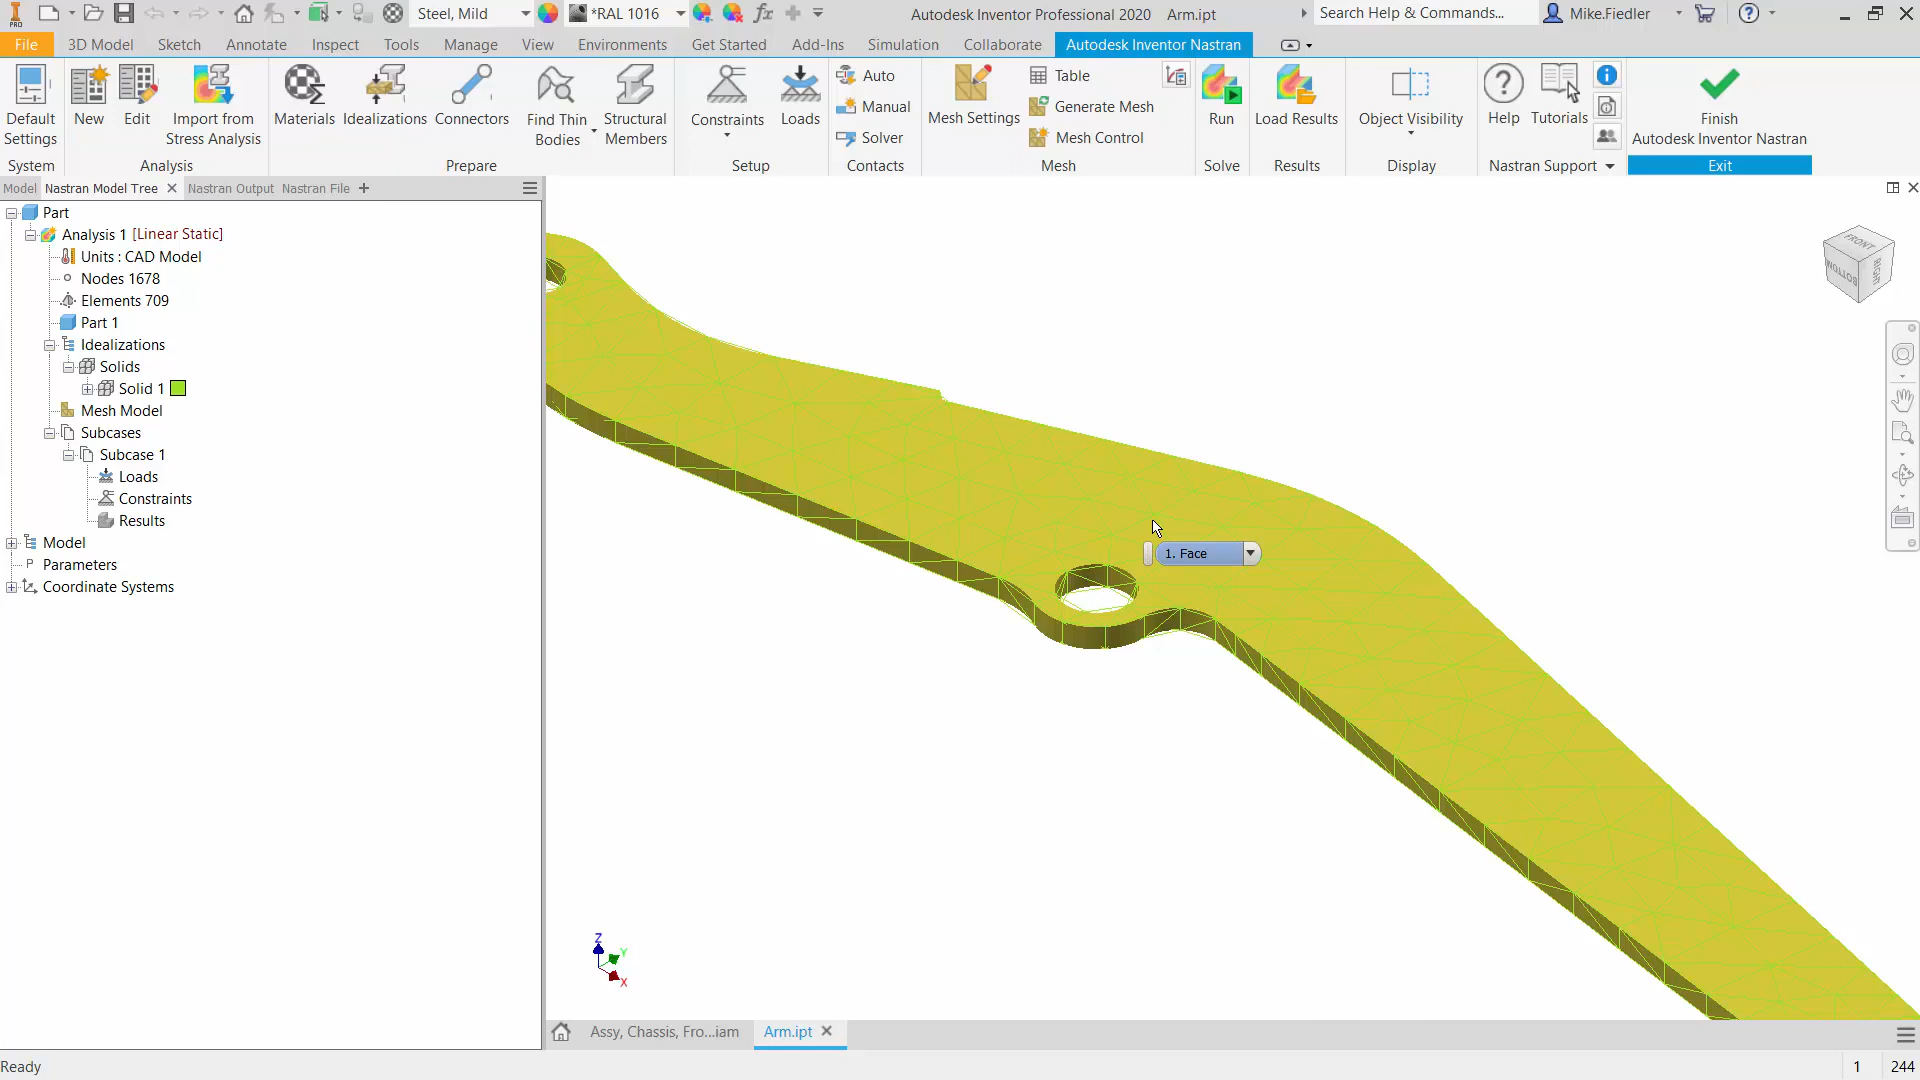 PRO
Steel, Mild
*RAL 1016
fx
Autodesk Inventor Professional 2020 Arm.ipt
Search Help & Commands...
Mike.Fiedler
File
3D Model
Sketch
Annotate
Inspect
Tools
Manage
View
Environments
Get Started
Add-Ins
Simulation
Collaborate
Autodesk Inventor Nastran
Default
Settings
New
Edit
Import from
Stress Analysis
Materials
Idealizations
Connectors
Find Thin
Bodies
Structural
Members
Constraints
Loads
Auto
Manual
Solver
Mesh Settings
Table
Generate Mesh
Mesh Control
Run
Load Results
Object Visibility
Help
Tutorials
Finish
Autodesk Inventor Nastran
System
Analysis
Prepare
Setup
Contacts
Mesh
Solve
Results
Display
Nastran Support
Exit
Model
Nastran Model Tree
Nastran Output
Nastran File
Part
Analysis 1 [Linear Static]
Units : CAD Model
Nodes 1678
Elements 709
Part 1
Idealizations
Solids
Solid 1
Mesh Model
Subcases
Subcase 1
Loads
Constraints
Results
Model
P Parameters
Coordinate Systems
FRONT
BOTTOM
RIGHT
1. Face
Z
Y
X
Assy, Chassis, Fro...iam
Arm.ipt
Ready
1
244